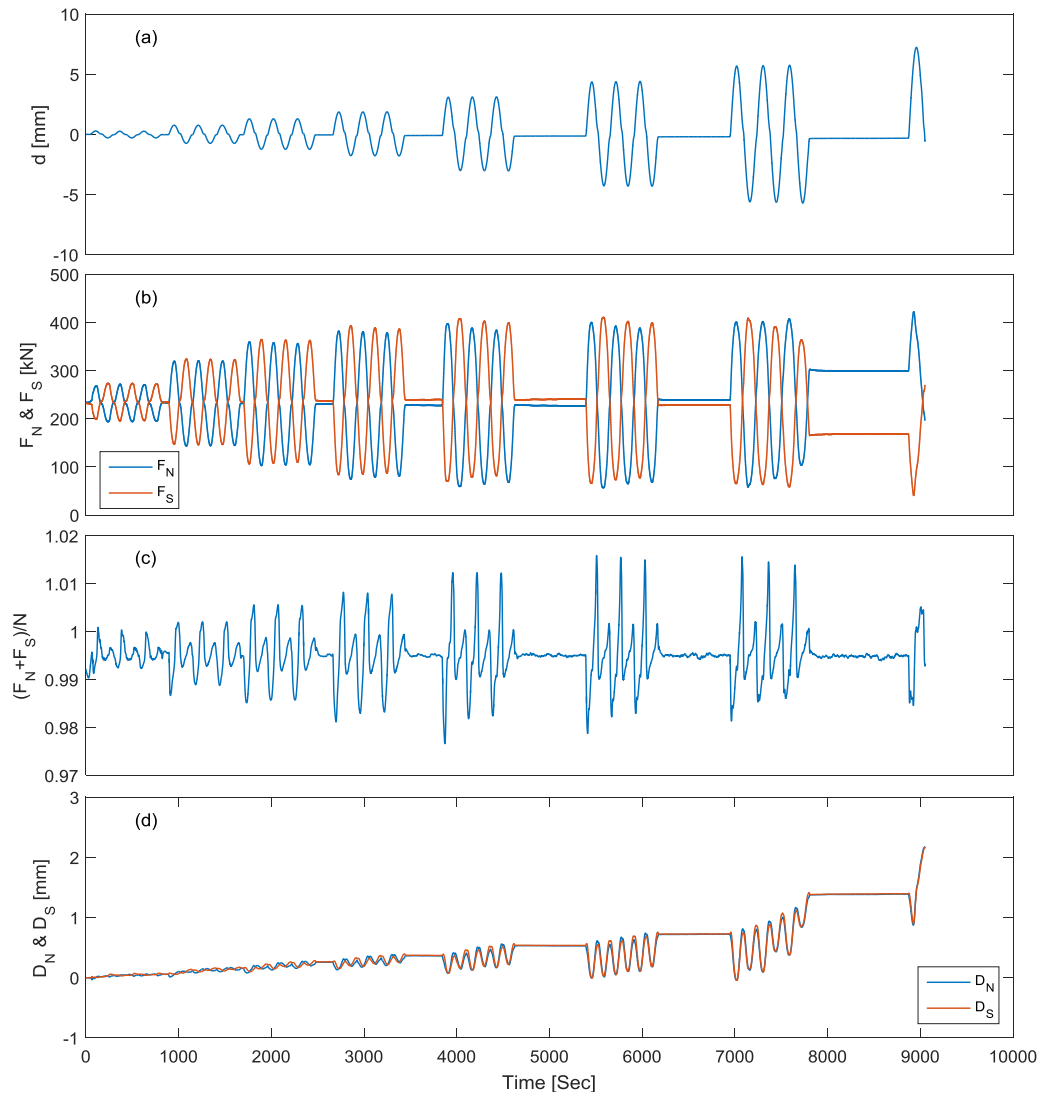 (a)
10
5
0
-5
-10
d [mm]
(b)
500
400
300
200
100
0
F_N & F_S [kN]
F_N
F_S
(c)
1.02
1.01
1
0.99
0.98
0.97
(F_N+F_S)/N
(d)
3
2
1
0
-1
D_N & D_S [mm]
D_N
D_S
0 1000 2000 3000 4000 5000 6000 7000 8000 9000 10000
Time [Sec]